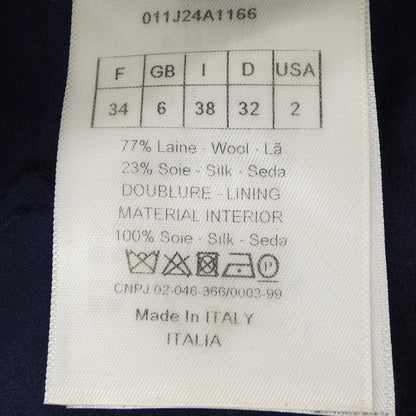 011J24A1166
F GB I D USA
34 6 38 32 2
77% Laine - Wool - Lã
23% Soie - Silk - Seda
DOUBLURE - LINING
MATERIAL INTERIOR
100% Soie - Silk - Seda
P
CNPJ 02-046-366/0003-99
Made In ITALY
ITALIA